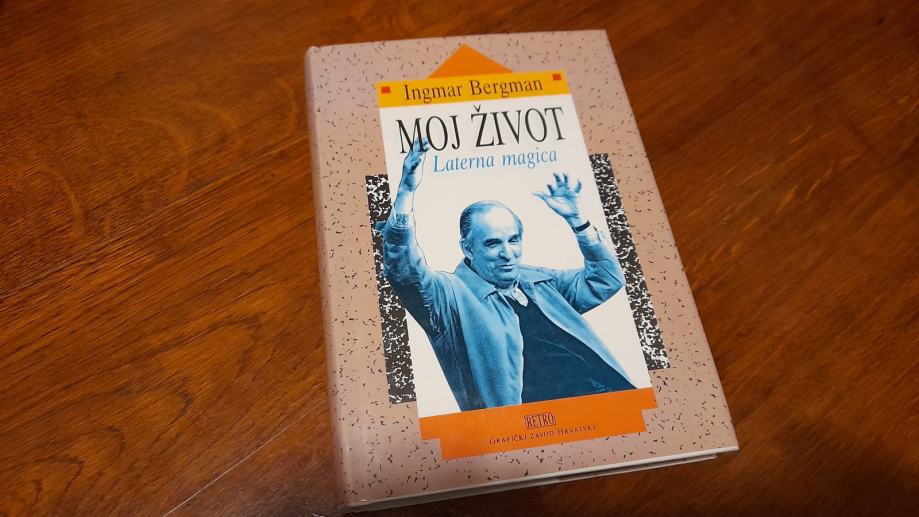 Ingmar Bergman
MOJ ŽIVOT
Laterna magica
RETRO
GRAFIČKI ZAVOD HRVATSKE